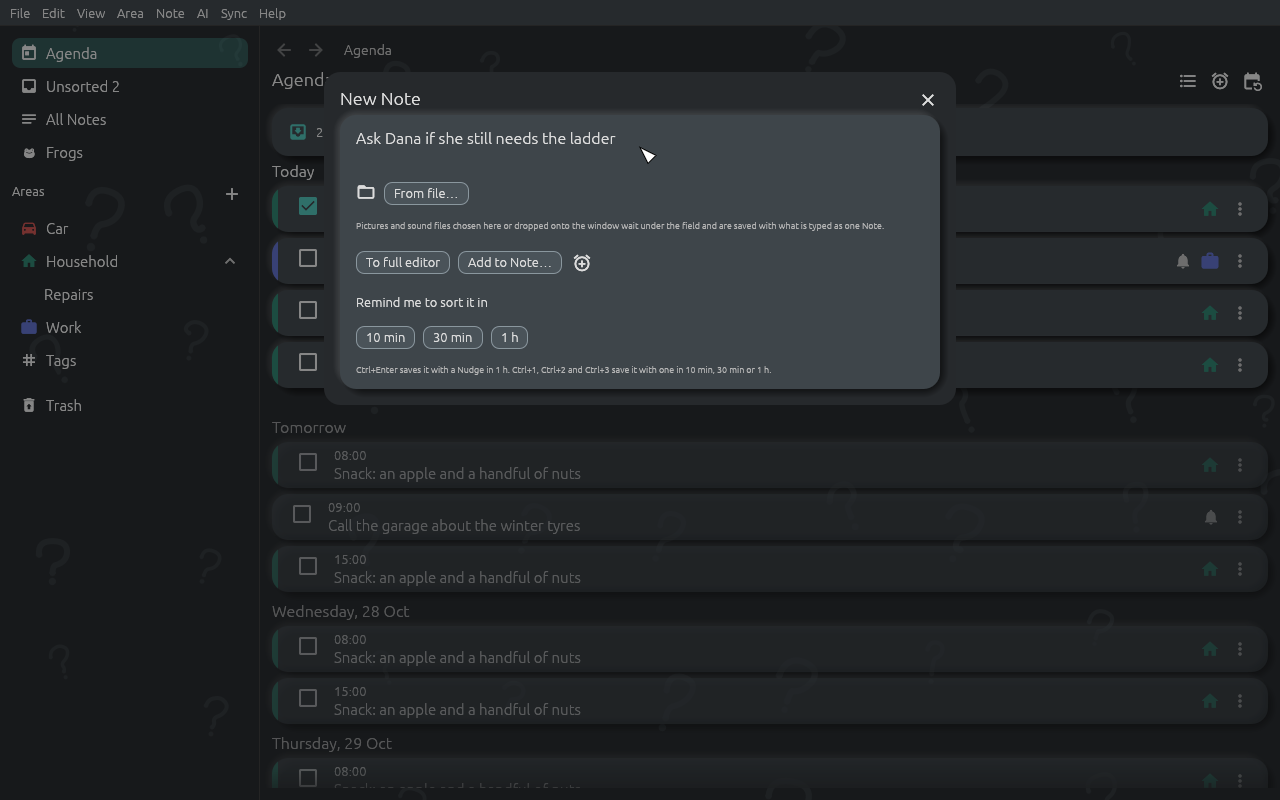 File Edit View Area Note AI Sync Help
Agenda
Unsorted 2
All Notes
Frogs
Areas
Car
Household
Repairs
Work
Tags
Trash
Agenda
Agenda
2
Today
New Note
Ask Dana if she still needs the ladder
From file…
Pictures and sound files chosen here or dropped onto the window wait under the field and are saved with what is typed as one Note.
To full editor Add to Note…
Remind me to sort it in
10 min 30 min 1 h
Ctrl+Enter saves it with a Nudge in 1 h. Ctrl+1, Ctrl+2 and Ctrl+3 save it with one in 10 min, 30 min or 1 h.
Tomorrow
08:00
Snack: an apple and a handful of nuts
09:00
Call the garage about the winter tyres
15:00
Snack: an apple and a handful of nuts
Wednesday, 28 Oct
08:00
Snack: an apple and a handful of nuts
15:00
Snack: an apple and a handful of nuts
Thursday, 29 Oct
08:00
Snack: an apple and a handful of nuts